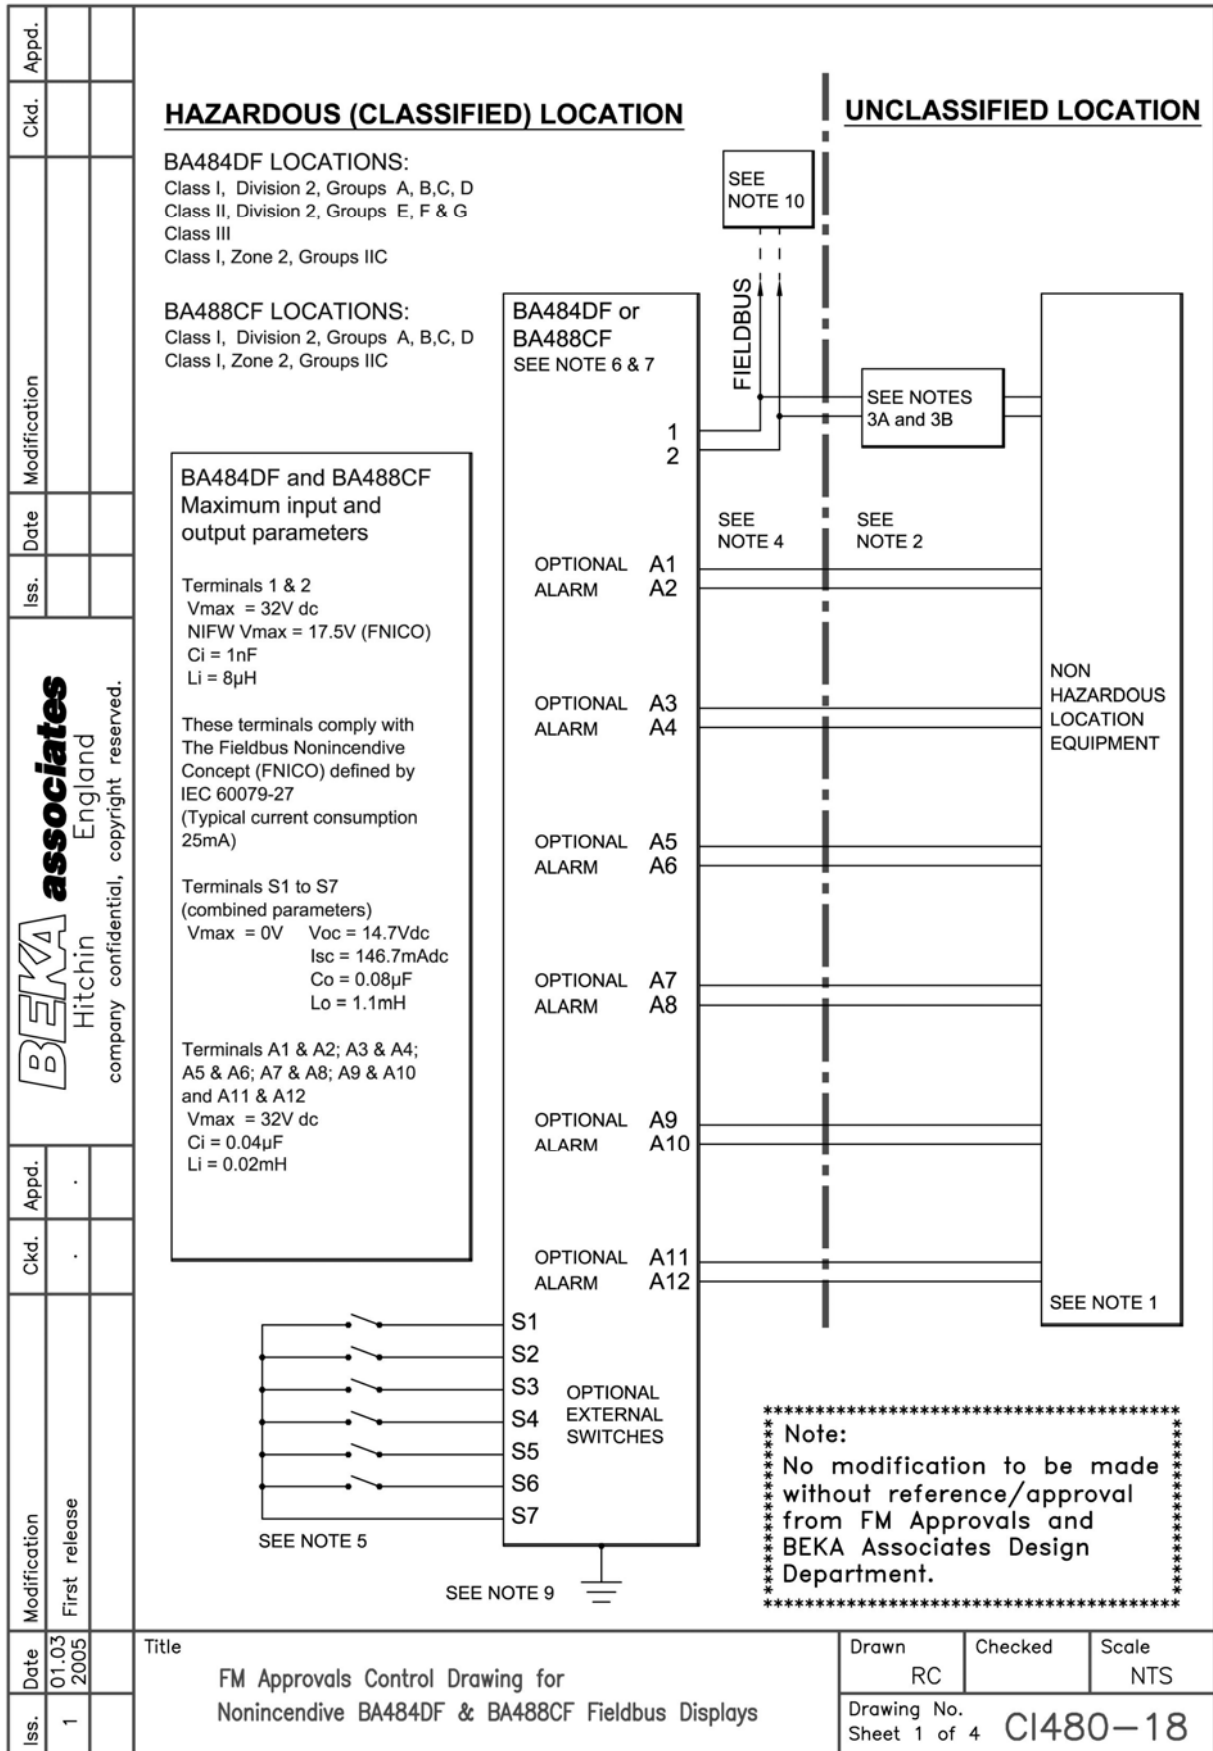 HAZARDOUS (CLASSIFIED) LOCATION
UNCLASSIFIED LOCATION
BA484DF LOCATIONS:
Class I, Division 2, Groups A, B,C, D
Class II, Division 2, Groups E, F & G
Class III
Class I, Zone 2, Groups IIC
BA488CF LOCATIONS:
Class I, Division 2, Groups A, B,C, D
Class I, Zone 2, Groups IIC
SEE
NOTE 10
FIELDBUS
BA484DF or
BA488CF
SEE NOTE 6 & 7
1
2
SEE NOTES
3A and 3B
SEE
NOTE 4
SEE
NOTE 2
BA484DF and BA488CF
Maximum input and
output parameters
Terminals 1 & 2
Vmax = 32V dc
NIFW Vmax = 17.5V (FNICO)
Ci = 1nF
Li = 8µH
These terminals comply with
The Fieldbus Nonincendive
Concept (FNICO) defined by
IEC 60079-27
(Typical current consumption
25mA)
Terminals S1 to S7
(combined parameters)
Vmax = 0V Voc = 14.7Vdc
Isc = 146.7mAdc
Co = 0.08µF
Lo = 1.1mH
Terminals A1 & A2; A3 & A4;
A5 & A6; A7 & A8; A9 & A10
and A11 & A12
Vmax = 32V dc
Ci = 0.04µF
Li = 0.02mH
OPTIONAL A1
ALARM A2
OPTIONAL A3
ALARM A4
OPTIONAL A5
ALARM A6
OPTIONAL A7
ALARM A8
OPTIONAL A9
ALARM A10
OPTIONAL A11
ALARM A12
NON
HAZARDOUS
LOCATION
EQUIPMENT
SEE NOTE 1
S1
S2
S3
S4
S5
S6
S7
OPTIONAL
EXTERNAL
SWITCHES
SEE NOTE 5
SEE NOTE 9
****************************************
Note:
No modification to be made
without reference/approval
from FM Approvals and
BEKA Associates Design
Department.
****************************************
Title
FM Approvals Control Drawing for
Nonincendive BA484DF & BA488CF Fieldbus Displays
Drawn
RC
Checked
Scale
NTS
Drawing No.
Sheet 1 of 4 CI480-18
Iss. Date Modification Ckd. Appd.
1 01.03 2005 First release . .
BEKA associates
Hitchin England
company confidential, copyright reserved.
Iss. Date Modification Ckd. Appd.